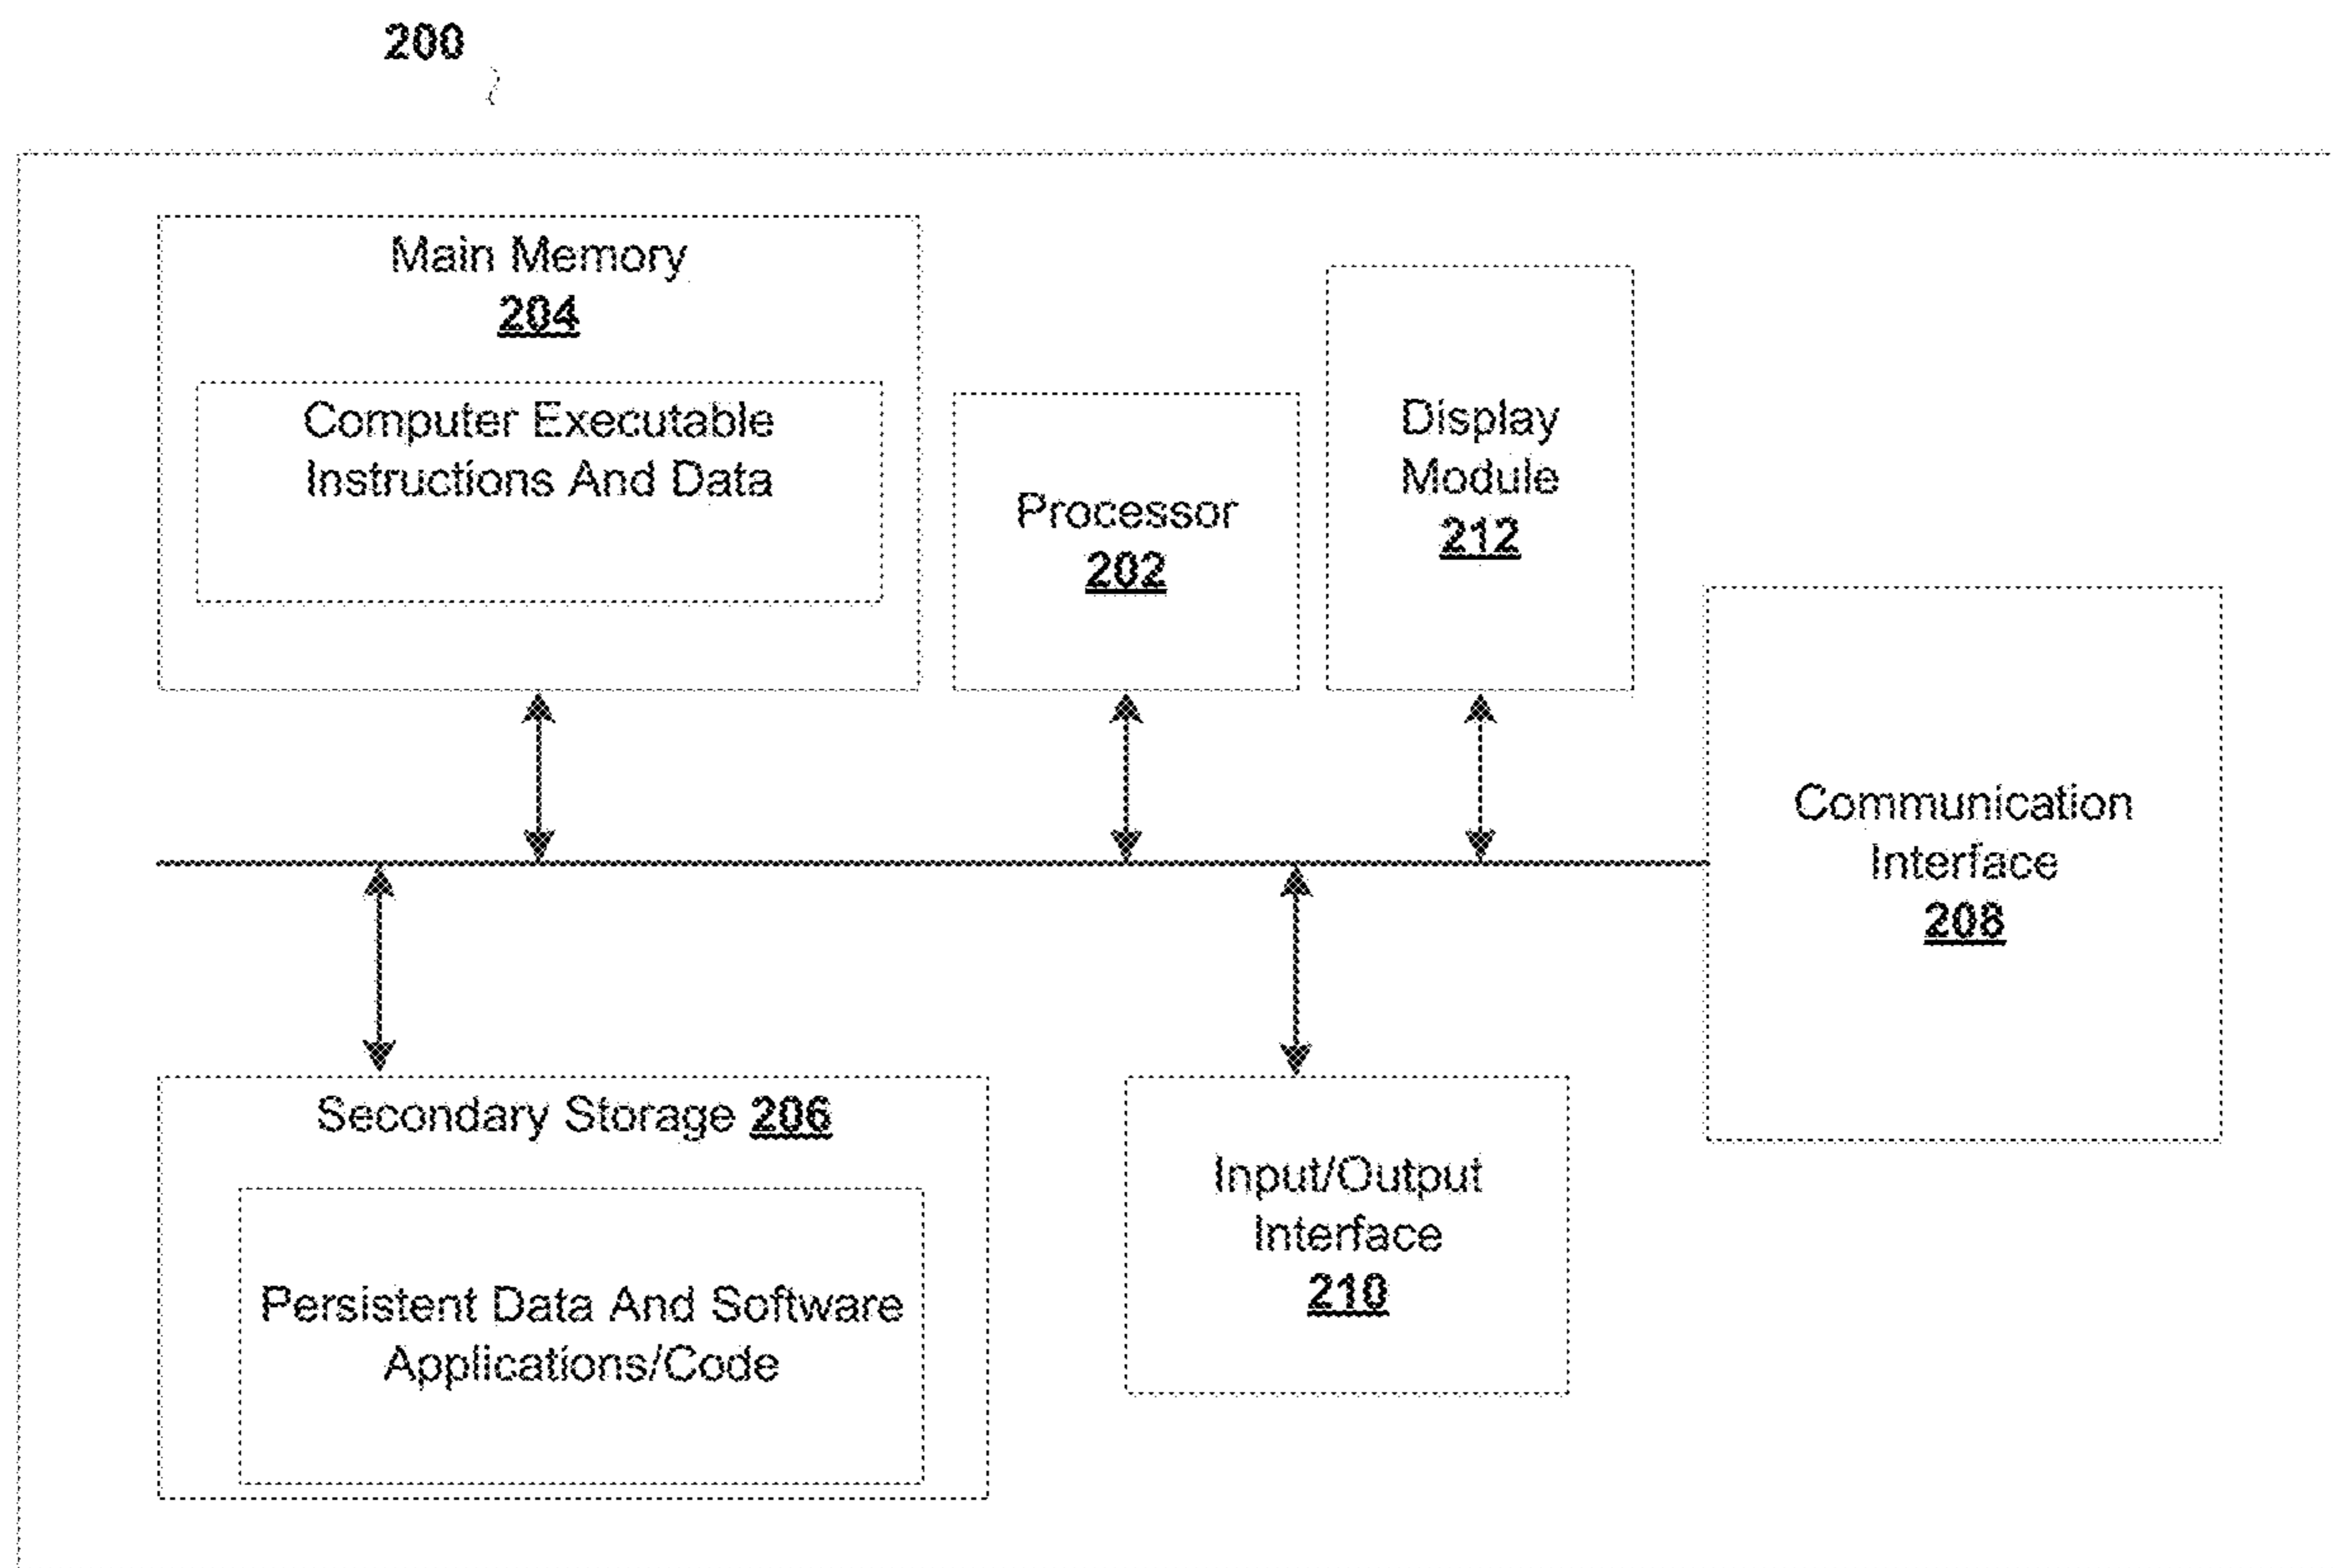 200
Main Memory
204
Computer Executable
Instructions And Data
Processor
202
Display
Module
212
Communication
Interface
208
Secondary Storage 206
Persistent Data And Software
Applications/Code
Input/Output
Interface
210